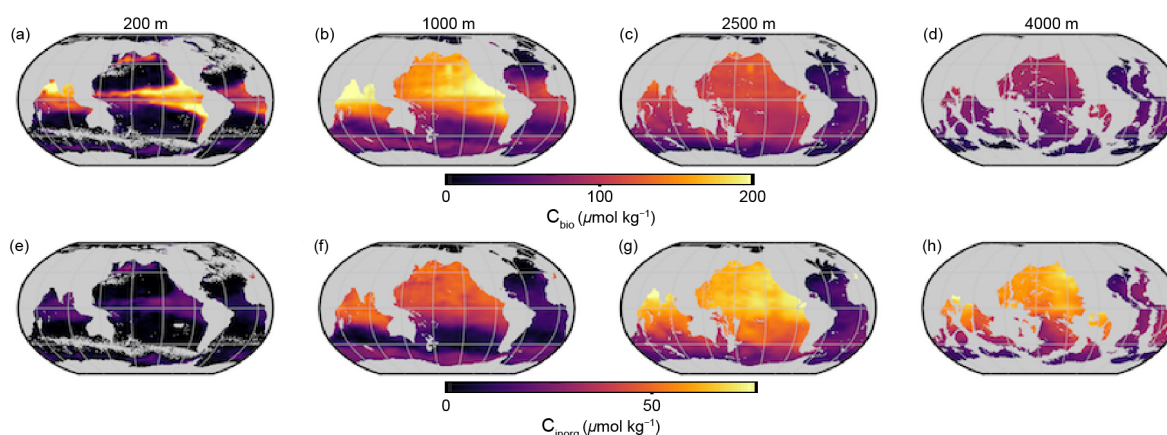 200 m 1000 m 2500 m 4000 m
(a) (b) (c) (d)
0 100 200
C_bio (μmol kg⁻¹)
(e) (f) (g) (h)
0 50
C_inorg (μmol kg⁻¹)